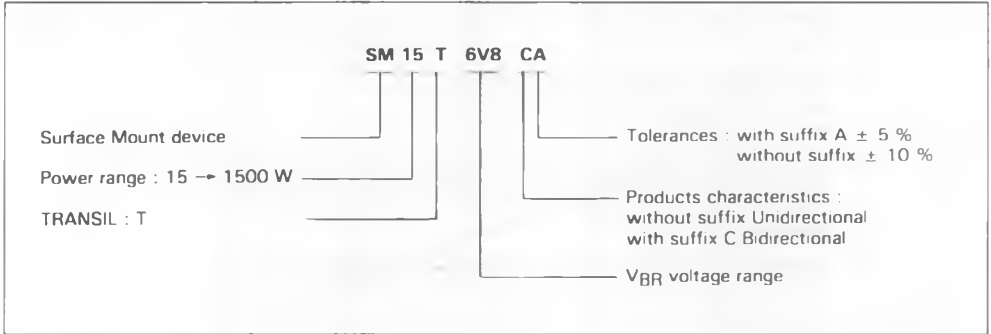 SM 15 T 6V8 CA
Surface Mount device
Power range : 15 → 1500 W
TRANSIL : T
Tolerances : with suffix A ± 5 %
without suffix ± 10 %
Products characteristics :
without suffix Unidirectional
with suffix C Bidirectional
VBR voltage range